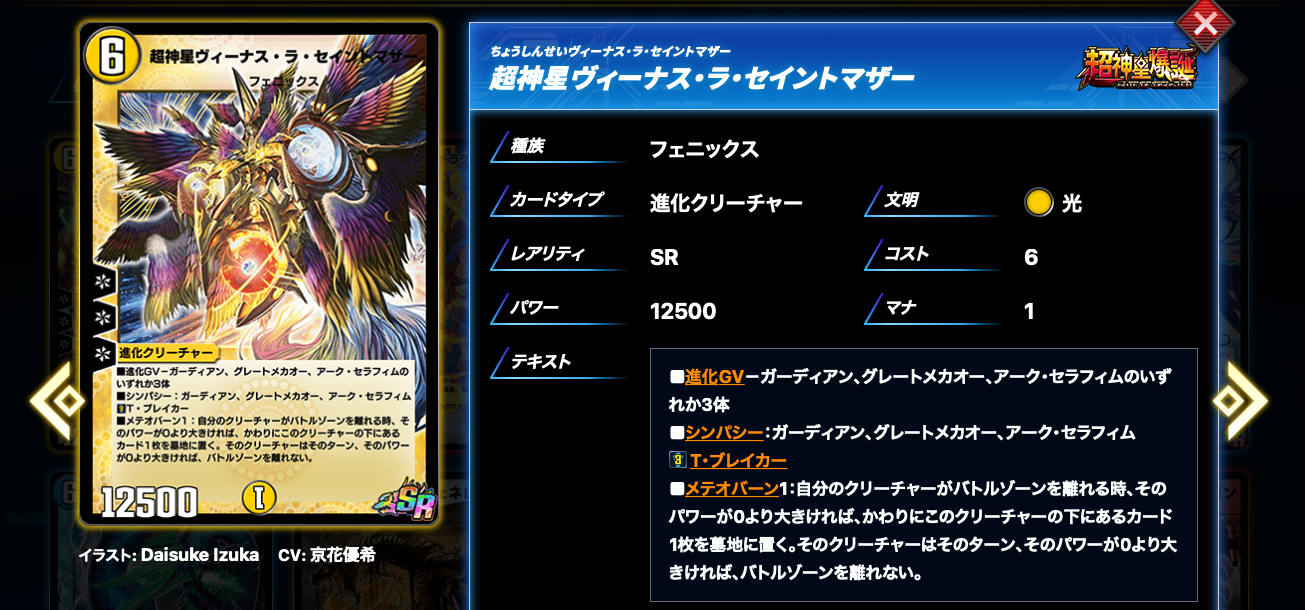 6
超神星ヴィーナス・ラ・セイントマザー
フェニックス
進化クリーチャー
■進化GV－ガーディアン、グレートメカオー、アーク・セラフィムの
いずれか3体
■シンパシー：ガーディアン、グレートメカオー、アーク・セラフィム
T・ブレイカー
■メテオバーン1：自分のクリーチャーがバトルゾーンを離れる時、そ
のパワーが0より大きければ、かわりにこのクリーチャーの下にある
カード1枚を墓地に置く。そのクリーチャーはそのターン、そのパワー
が0より大きければ、バトルゾーンを離れない。
12500
1
SR
イラスト: Daisuke Izuka CV: 京花優希
ちょうしんせいヴィーナス・ラ・セイントマザー
超神星ヴィーナス・ラ・セイントマザー
超神星爆誕
種族 フェニックス
カードタイプ 進化クリーチャー 文明 光
レアリティ SR コスト 6
パワー 12500 マナ 1
テキスト
■進化GV－ガーディアン、グレートメカオー、アーク・セラフィムのいず
れか3体
■シンパシー：ガーディアン、グレートメカオー、アーク・セラフィム
3 T・ブレイカー
■メテオバーン1：自分のクリーチャーがバトルゾーンを離れる時、その
パワーが0より大きければ、かわりにこのクリーチャーの下にあるカード
1枚を墓地に置く。そのクリーチャーはそのターン、そのパワーが0より大
きければ、バトルゾーンを離れない。